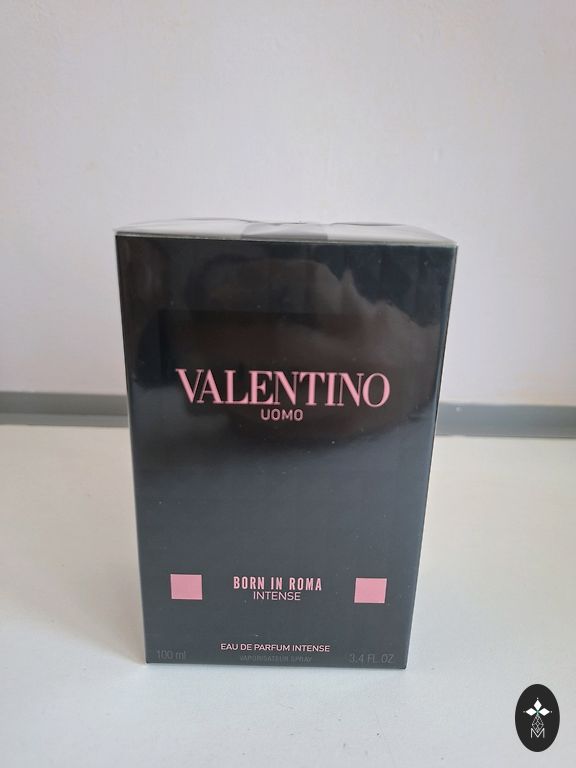 VALENTINO
UOMO
BORN IN ROMA
INTENSE
EAU DE PARFUM INTENSE
100 ml VAPORISATEUR SPRAY 3.4 FL.OZ
M